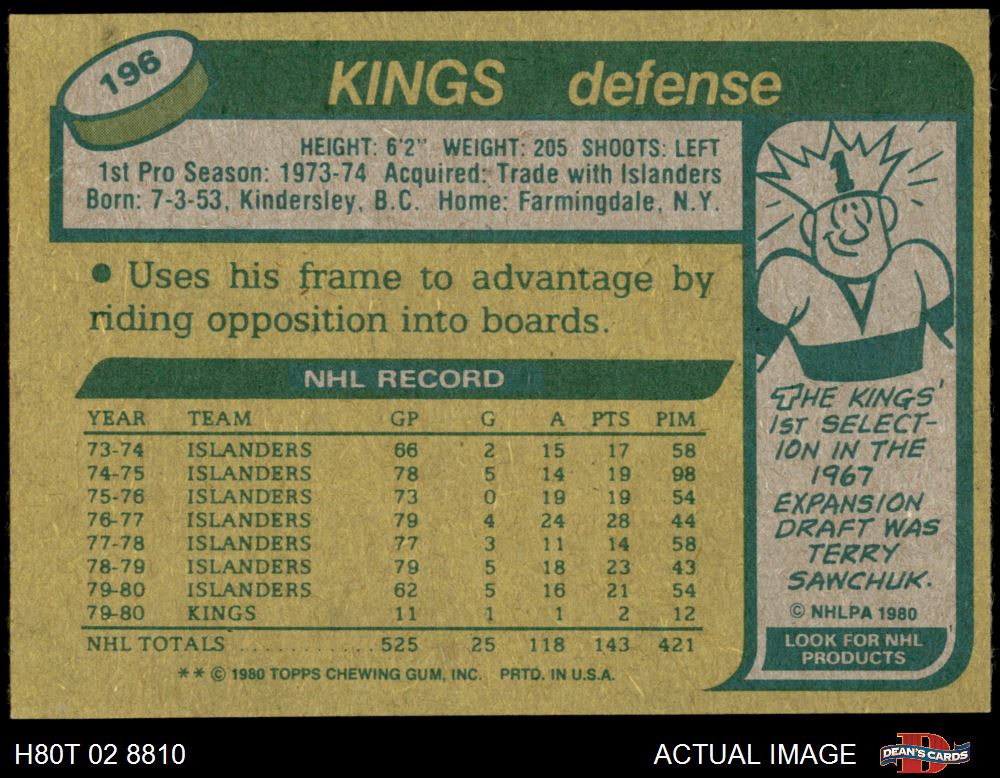 196
KINGS defense
HEIGHT: 6'2" WEIGHT: 205 SHOOTS: LEFT
1st Pro Season: 1973-74 Acquired: Trade with Islanders
Born: 7-3-53, Kindersley, B.C. Home: Farmingdale, N.Y.
• Uses his frame to advantage by
riding opposition into boards.
NHL RECORD
YEAR TEAM GP G A PTS PIM
73-74 ISLANDERS 66 2 15 17 58
74-75 ISLANDERS 78 5 14 19 98
75-76 ISLANDERS 73 0 19 19 54
76-77 ISLANDERS 79 4 24 28 44
77-78 ISLANDERS 77 3 11 14 58
78-79 ISLANDERS 79 5 18 23 43
79-80 ISLANDERS 62 5 16 21 54
79-80 KINGS 11 1 1 2 12
NHL TOTALS ........... 525 25 118 143 421
** © 1980 TOPPS CHEWING GUM, INC. PRTD. IN U.S.A.
1
THE KINGS'
1ST SELECT-
ION IN THE
1967
EXPANSION
DRAFT WAS
TERRY
SAWCHUK.
© NHLPA 1980
LOOK FOR NHL
PRODUCTS
H80T 02 8810
ACTUAL IMAGE
D
DEAN'S CARDS